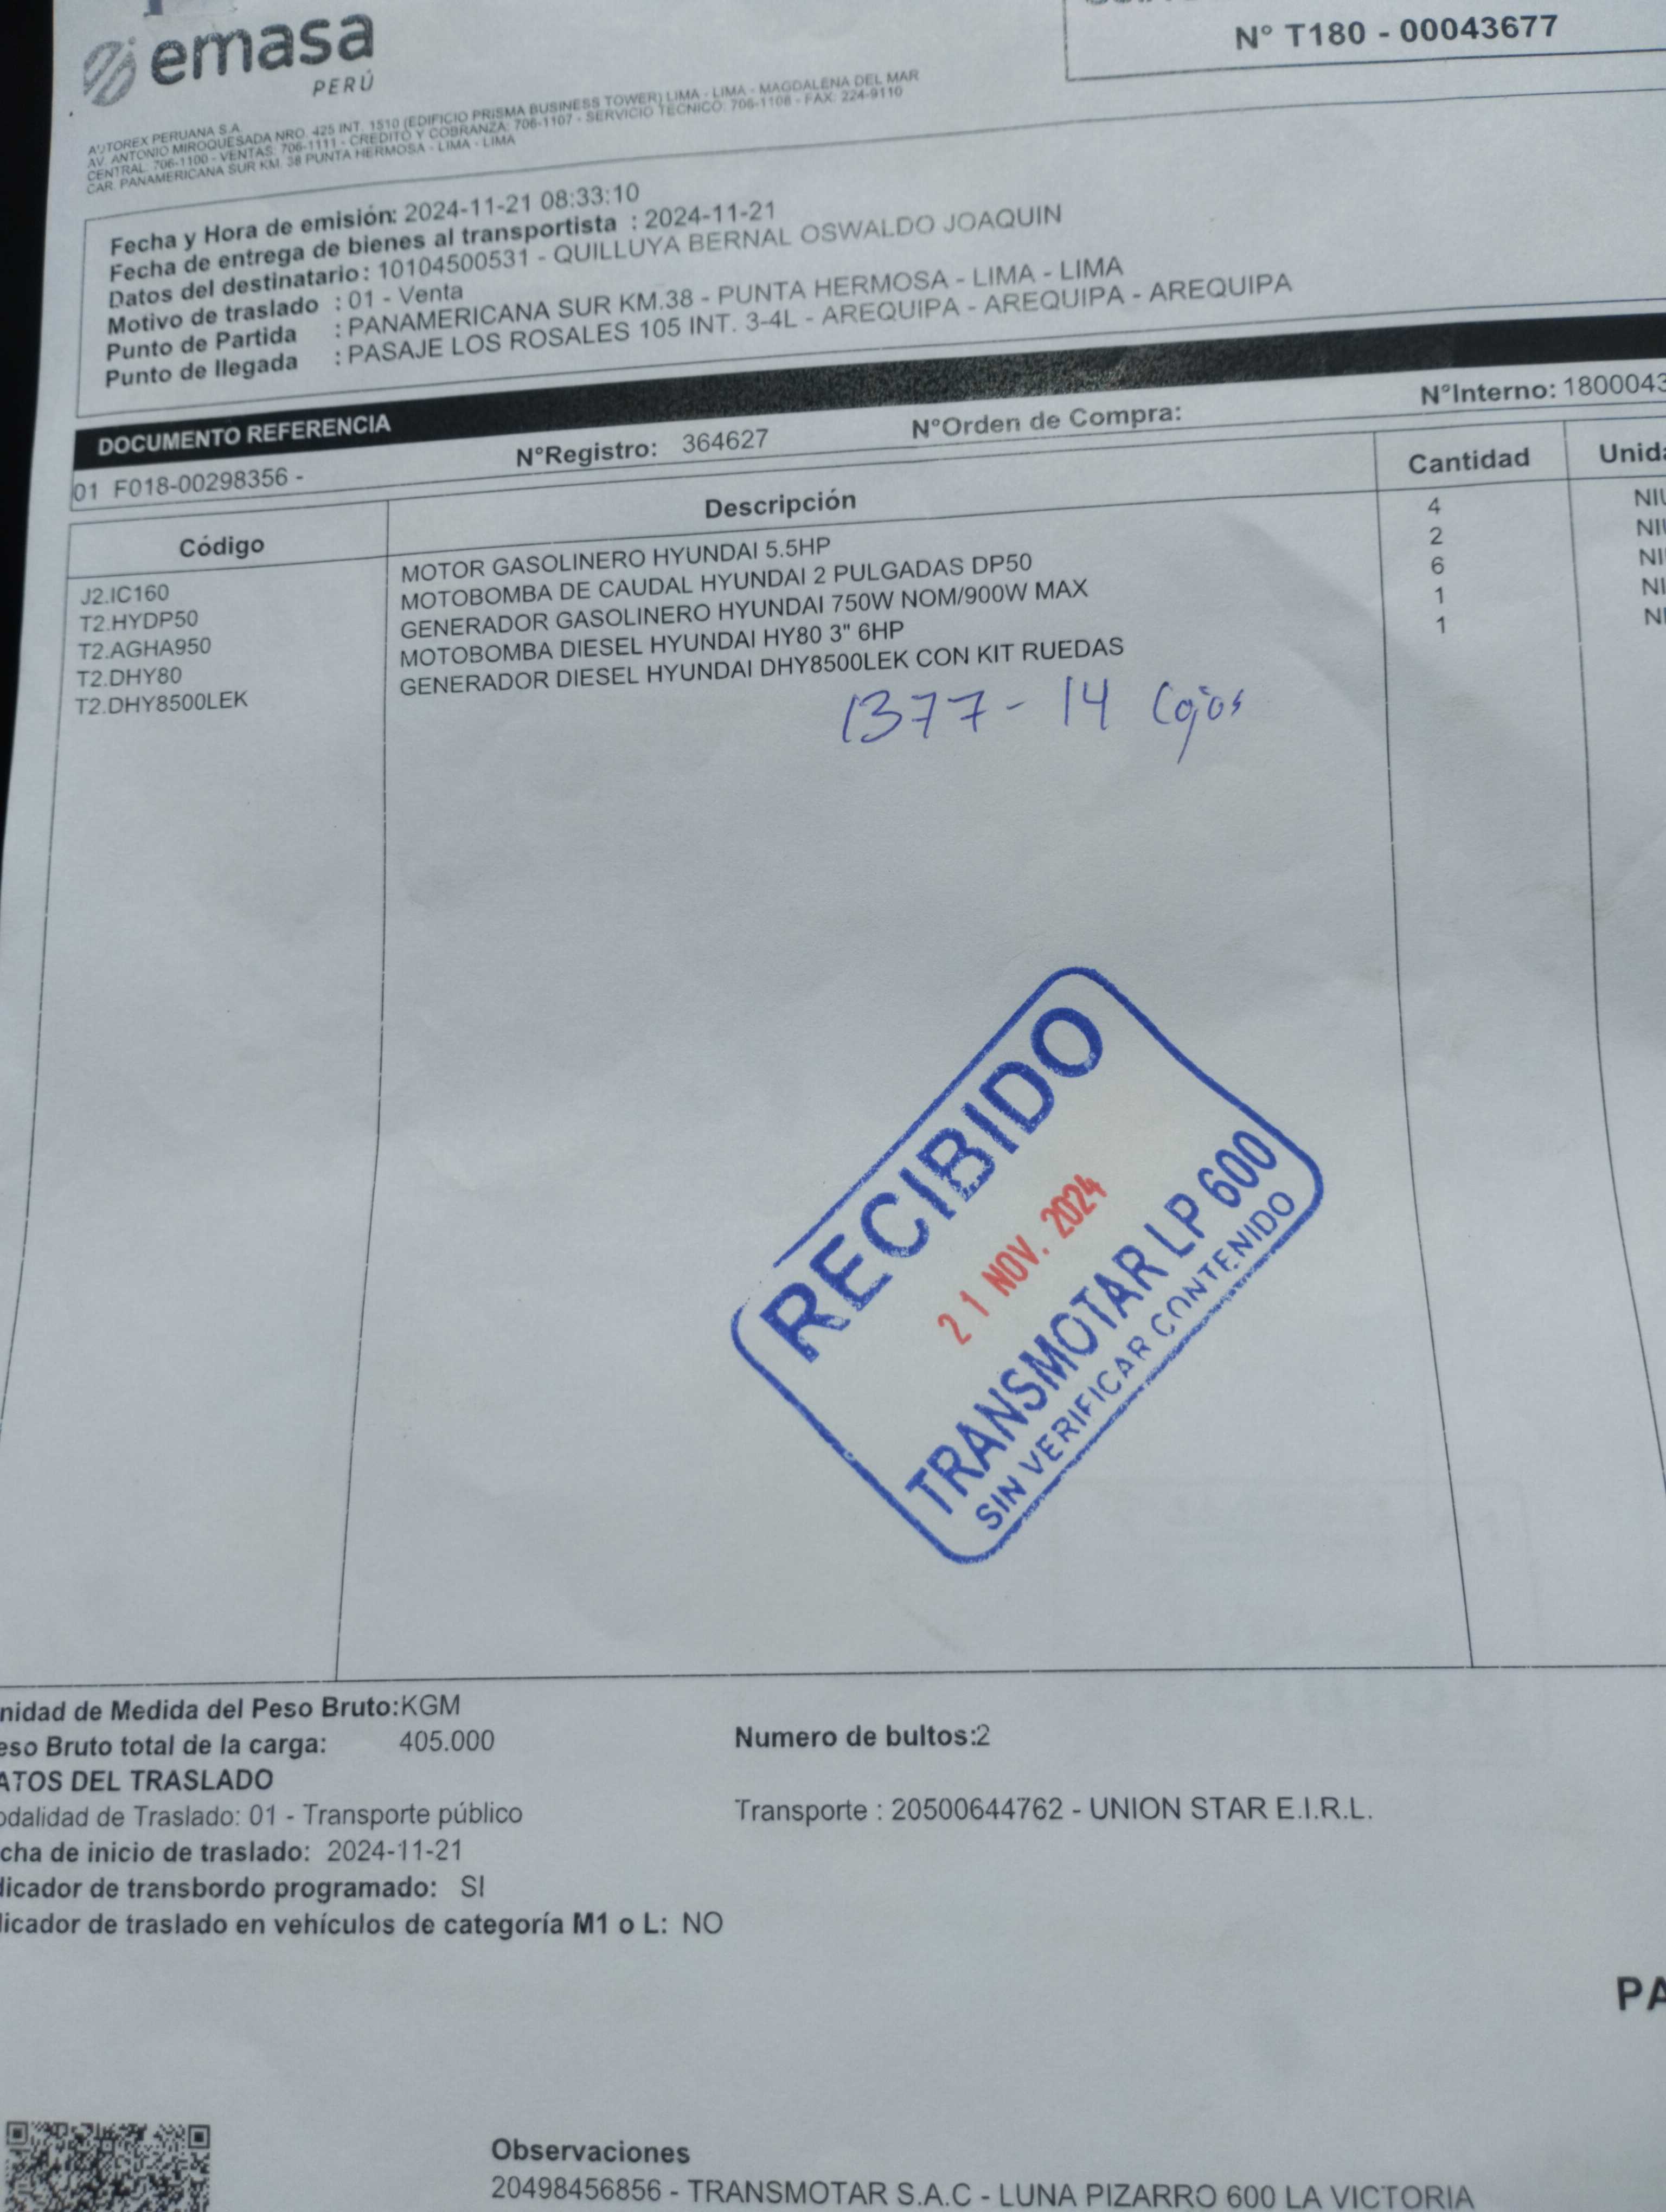 emasa
PERÚ
N° T180 - 00043677
AUTOREX PERUANA S.A.
AV. ANTONIO MIROQUESADA NRO. 425 INT. 1510 (EDIFICIO PRISMA BUSINESS TOWER) LIMA - LIMA - MAGDALENA DEL MAR
CENTRAL: 706-1100 - VENTAS: 706-1111 - CREDITO Y COBRANZA: 706-1107 - SERVICIO TECNICO: 706-1108 - FAX: 224-9110
CAR. PANAMERICANA SUR KM. 38 PUNTA HERMOSA - LIMA - LIMA
Fecha y Hora de emisión: 2024-11-21 08:33:10
Fecha de entrega de bienes al transportista : 2024-11-21
Datos del destinatario : 10104500531 - QUILLUYA BERNAL OSWALDO JOAQUIN
Motivo de traslado : 01 - Venta
Punto de Partida : PANAMERICANA SUR KM.38 - PUNTA HERMOSA - LIMA - LIMA
Punto de llegada : PASAJE LOS ROSALES 105 INT. 3-4L - AREQUIPA - AREQUIPA - AREQUIPA
DOCUMENTO REFERENCIA
01 F018-00298356 - N°Registro: 364627 N°Orden de Compra: N°Interno: 1800043
Código Descripción Cantidad Unida
J2.IC160 MOTOR GASOLINERO HYUNDAI 5.5HP 4 NIU
T2.HYDP50 MOTOBOMBA DE CAUDAL HYUNDAI 2 PULGADAS DP50 2 NIU
T2.AGHA950 GENERADOR GASOLINERO HYUNDAI 750W NOM/900W MAX 6 NI
T2.DHY80 MOTOBOMBA DIESEL HYUNDAI HY80 3" 6HP 1 NI
T2.DHY8500LEK GENERADOR DIESEL HYUNDAI DHY8500LEK CON KIT RUEDAS 1 NI
1377 - 14 Cajas
RECIBIDO
21 NOV. 2024
TRANSMOTAR LP 600
SIN VERIFICAR CONTENIDO
nidad de Medida del Peso Bruto:KGM
eso Bruto total de la carga: 405.000 Numero de bultos:2
ATOS DEL TRASLADO
odalidad de Traslado: 01 - Transporte público Transporte : 20500644762 - UNION STAR E.I.R.L.
cha de inicio de traslado: 2024-11-21
dicador de transbordo programado: SI
licador de traslado en vehículos de categoría M1 o L: NO
PA
Observaciones
20498456856 - TRANSMOTAR S.A.C - LUNA PIZARRO 600 LA VICTORIA